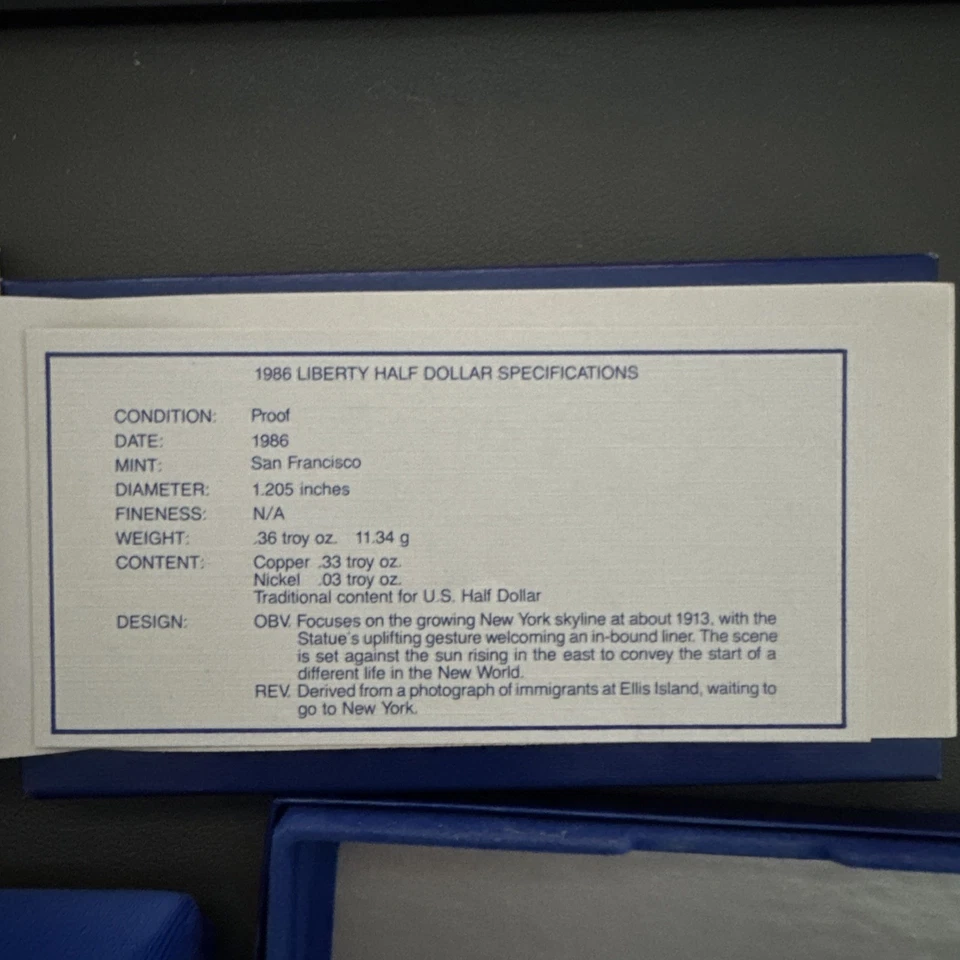 1986 LIBERTY HALF DOLLAR SPECIFICATIONS
CONDITION: Proof
DATE: 1986
MINT: San Francisco
DIAMETER: 1.205 inches
FINENESS: N/A
WEIGHT: .36 troy oz. 11.34 g
CONTENT: Copper .33 troy oz.
Nickel .03 troy oz.
Traditional content for U.S. Half Dollar
DESIGN: OBV. Focuses on the growing New York skyline at about 1913, with the
Statue's uplifting gesture welcoming an in-bound liner. The scene
is set against the sun rising in the east to convey the start of a
different life in the New World.
REV. Derived from a photograph of immigrants at Ellis Island, waiting to
go to New York.